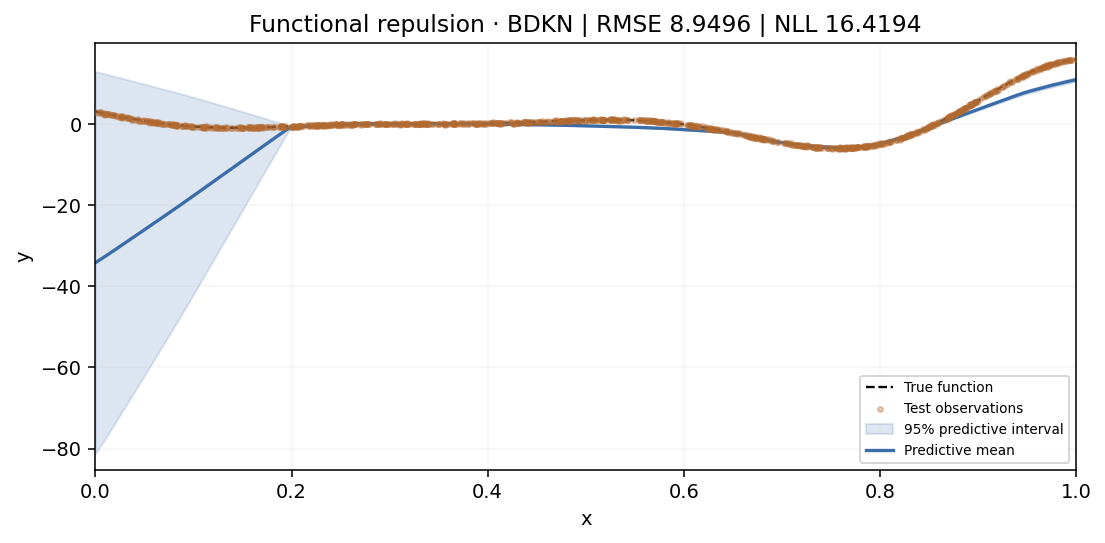 Functional repulsion · BDKN | RMSE 8.9496 | NLL 16.4194
y
0
−20
−40
−60
−80
True function
Test observations
95% predictive interval
Predictive mean
0.0 0.2 0.4 0.6 0.8 1.0
x